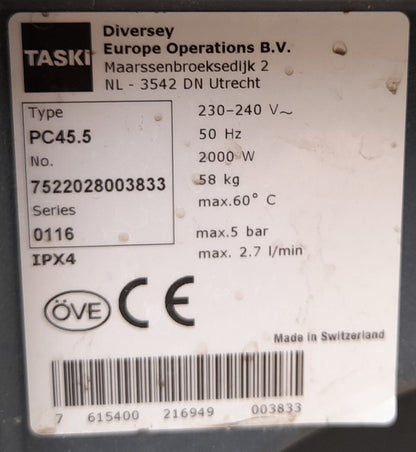 TASKI
Diversey
Europe Operations B.V.
Maarssenbroeksedijk 2
NL - 3542 DN Utrecht
Type
PC45.5
No.
7522028003833
Series
0116
IPX4
230-240 V~
50 Hz
2000 W
58 kg
max.60° C
max.5 bar
max. 2.7 l/min
ÖVE CE
Made in Switzerland
7 615400 216949 003833